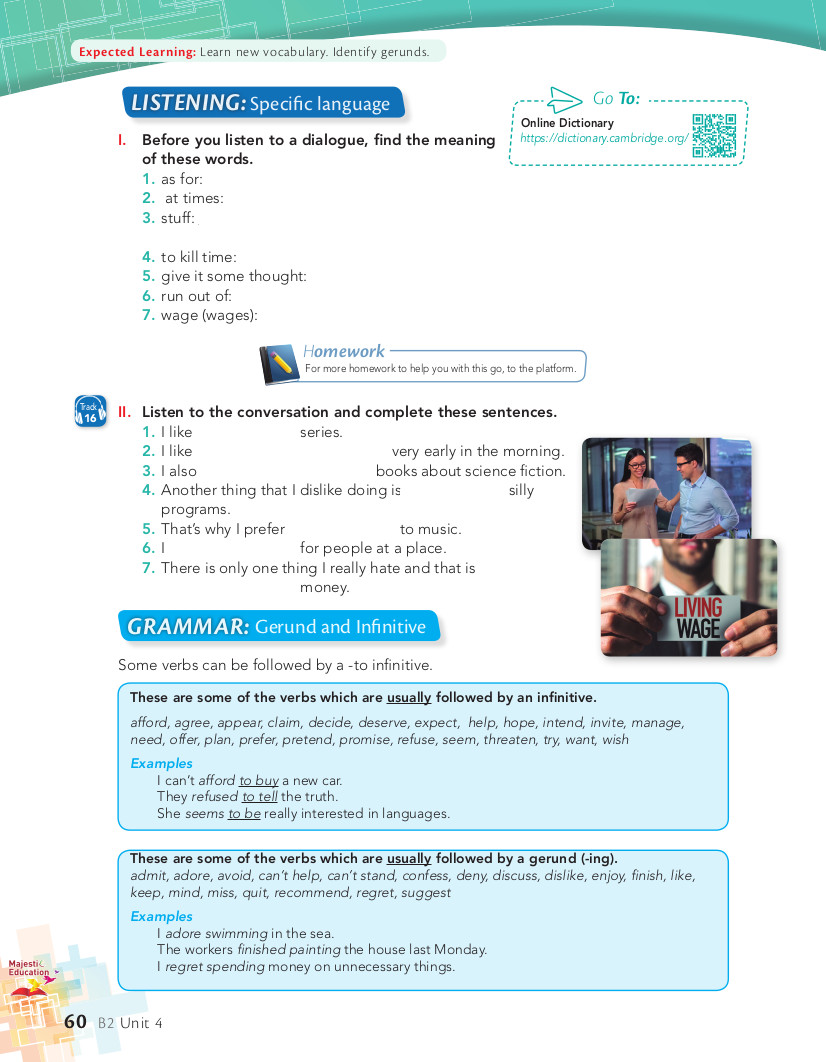 Expected Learning: Learn new vocabulary. Identify gerunds.
LISTENING: Specific language
Go To:
Online Dictionary
https://dictionary.cambridge.org/
I. Before you listen to a dialogue, find the meaning
of these words.
1. as for:
2. at times:
3. stuff:
4. to kill time:
5. give it some thought:
6. run out of:
7. wage (wages):
Homework
For more homework to help you with this go, to the platform.
Track
16
II. Listen to the conversation and complete these sentences.
1. I like series.
2. I like very early in the morning.
3. I also books about science fiction.
4. Another thing that I dislike doing is silly
programs.
5. That's why I prefer to music.
6. I for people at a place.
7. There is only one thing I really hate and that is
money.
LIVING
WAGE
GRAMMAR: Gerund and Infinitive
Some verbs can be followed by a -to infinitive.
These are some of the verbs which are usually followed by an infinitive.
afford, agree, appear, claim, decide, deserve, expect, help, hope, intend, invite, manage,
need, offer, plan, prefer, pretend, promise, refuse, seem, threaten, try, want, wish
Examples
I can't afford to buy a new car.
They refused to tell the truth.
She seems to be really interested in languages.
These are some of the verbs which are usually followed by a gerund (-ing).
admit, adore, avoid, can't help, can't stand, confess, deny, discuss, dislike, enjoy, finish, like,
keep, mind, miss, quit, recommend, regret, suggest
Examples
I adore swimming in the sea.
The workers finished painting the house last Monday.
I regret spending money on unnecessary things.
Majestic
Education
60 B2 Unit 4